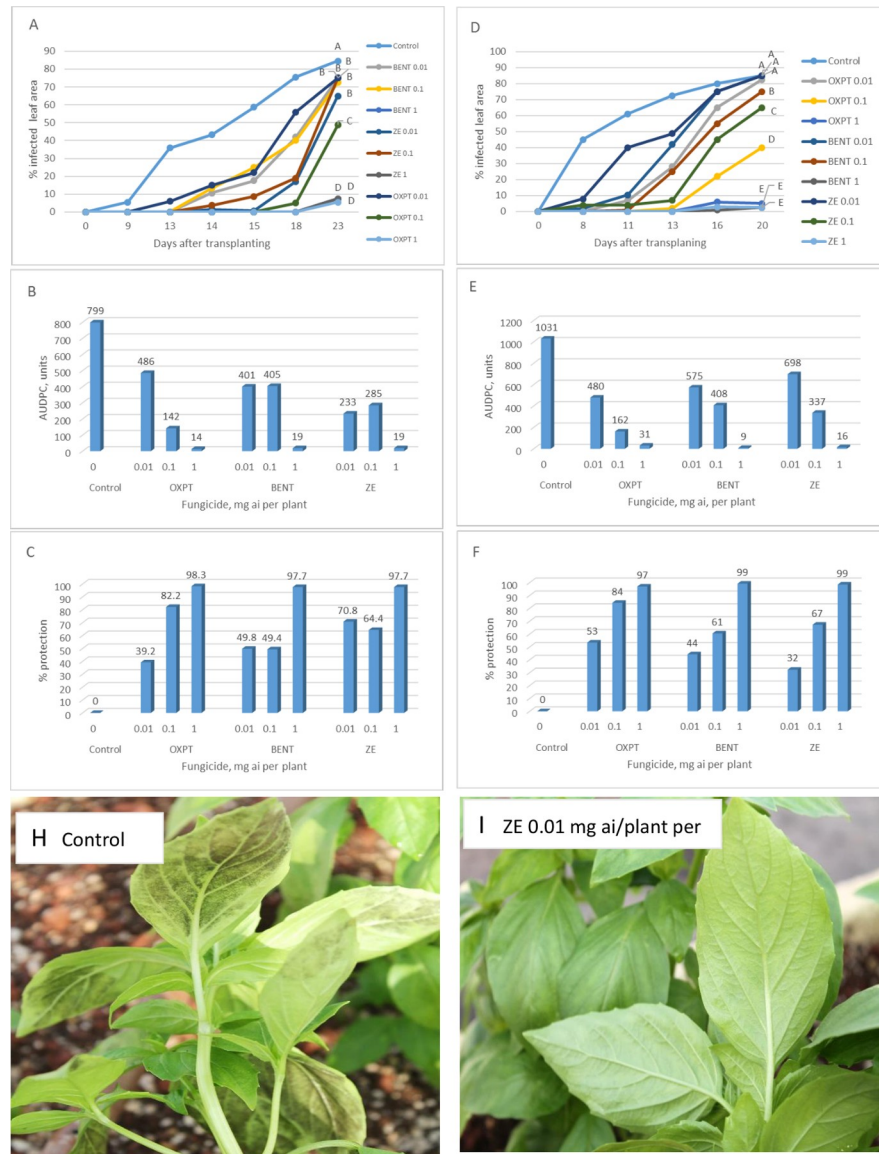 A
90
80
70
60
50
40
30
20
10
0
% infected leaf area
0 9 13 14 15 18 23
Days after transplanting
A
B
B
B
B
B
C
D
D
D
Control
BENT 0.01
BENT 0.1
BENT 1
ZE 0.01
ZE 0.1
ZE 1
OXPT 0.01
OXPT 0.1
OXPT 1
D
100
90
80
70
60
50
40
30
20
10
0
% infected leaf area
0 8 11 13 16 20
Days after transplaning
A
A A
A
B
C
D
E
E
E
Control
OXPT 0.01
OXPT 0.1
OXPT 1
BENT 0.01
BENT 0.1
BENT 1
ZE 0.01
ZE 0.1
ZE 1
B
800
700
600
500
400
300
200
100
0
AUDPC, units
799 486 142 14 401 405 19 233 285 19
0 0.01 0.1 1 0.01 0.1 1 0.01 0.1 1
Control OXPT BENT ZE
Fungicide, mg ai per plant
E
1200
1000
800
600
400
200
0
AUDPC, units
1031 480 162 31 575 408 9 698 337 16
0 0.01 0.1 1 0.01 0.1 1 0.01 0.1 1
Control OXPT BENT ZE
Fungicide, mg ai, per plant
C
100
90
80
70
60
50
40
30
20
10
0
% protection
0 39.2 82.2 98.3 49.8 49.4 97.7 70.8 64.4 97.7
0 0.01 0.1 1 0.01 0.1 1 0.01 0.1 1
Control OXPT BENT ZE
Fungicide, mg ai per plant
F
100
90
80
70
60
50
40
30
20
10
0
% protection
0 53 84 97 44 61 99 32 67 99
0 0.01 0.1 1 0.01 0.1 1 0.01 0.1 1
Control OXPT BENT ZE
Fungicide, mg ai per plant
H Control
I ZE 0.01 mg ai/plant per